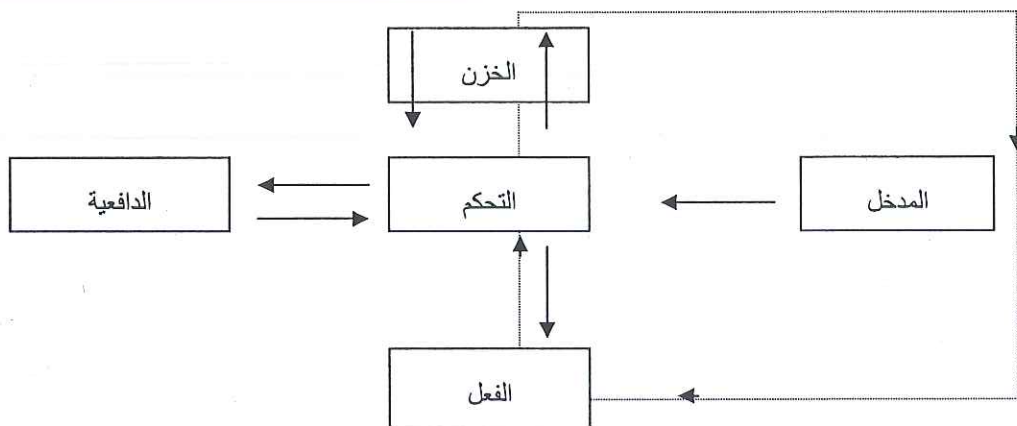 الخزن
المدخل
التحكم
الدافعية
الفعل